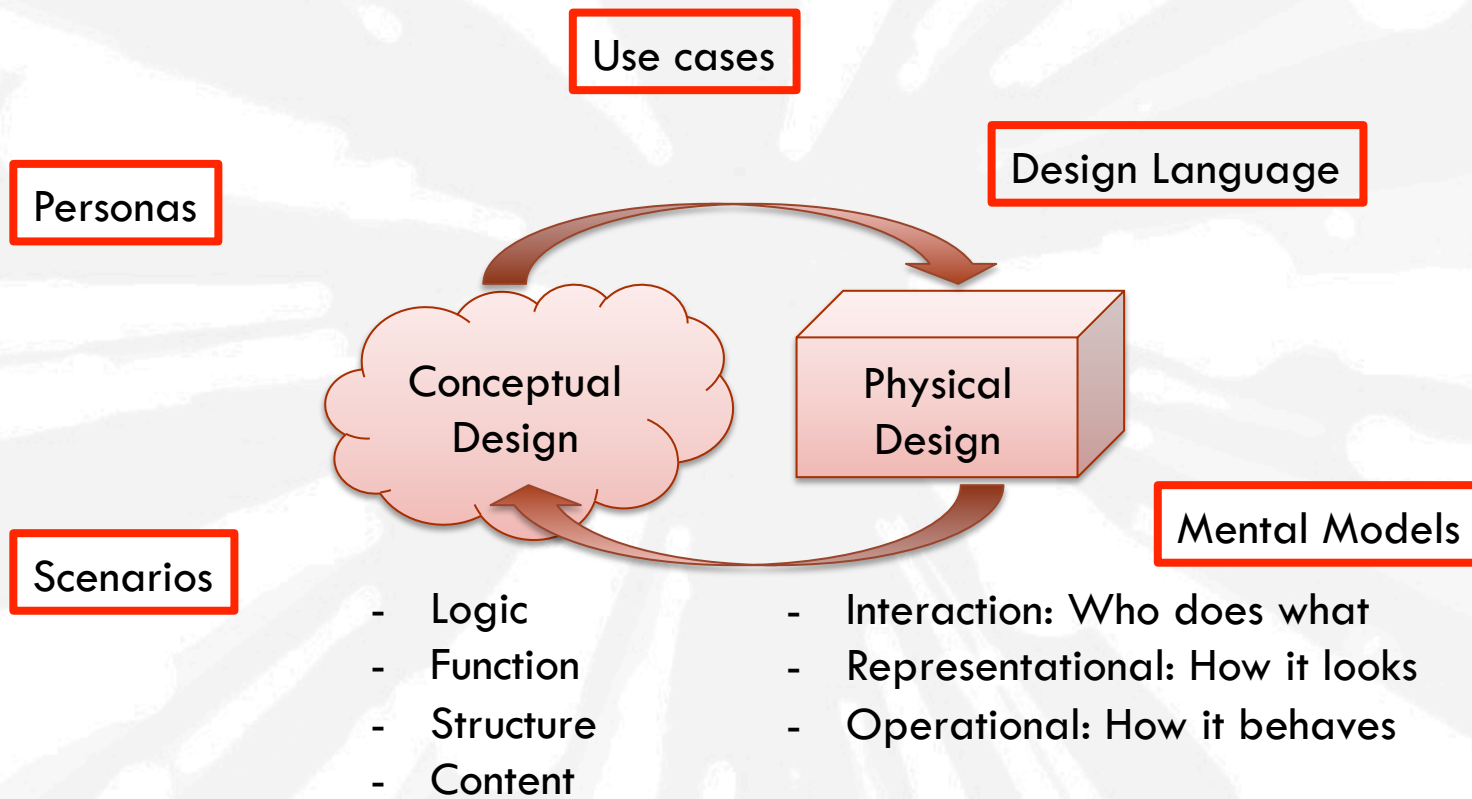 Use cases
Design Language
Personas
Conceptual
Design
Physical
Design
Mental Models
Scenarios
- Logic
- Function
- Structure
- Content
- Interaction: Who does what
- Representational: How it looks
- Operational: How it behaves